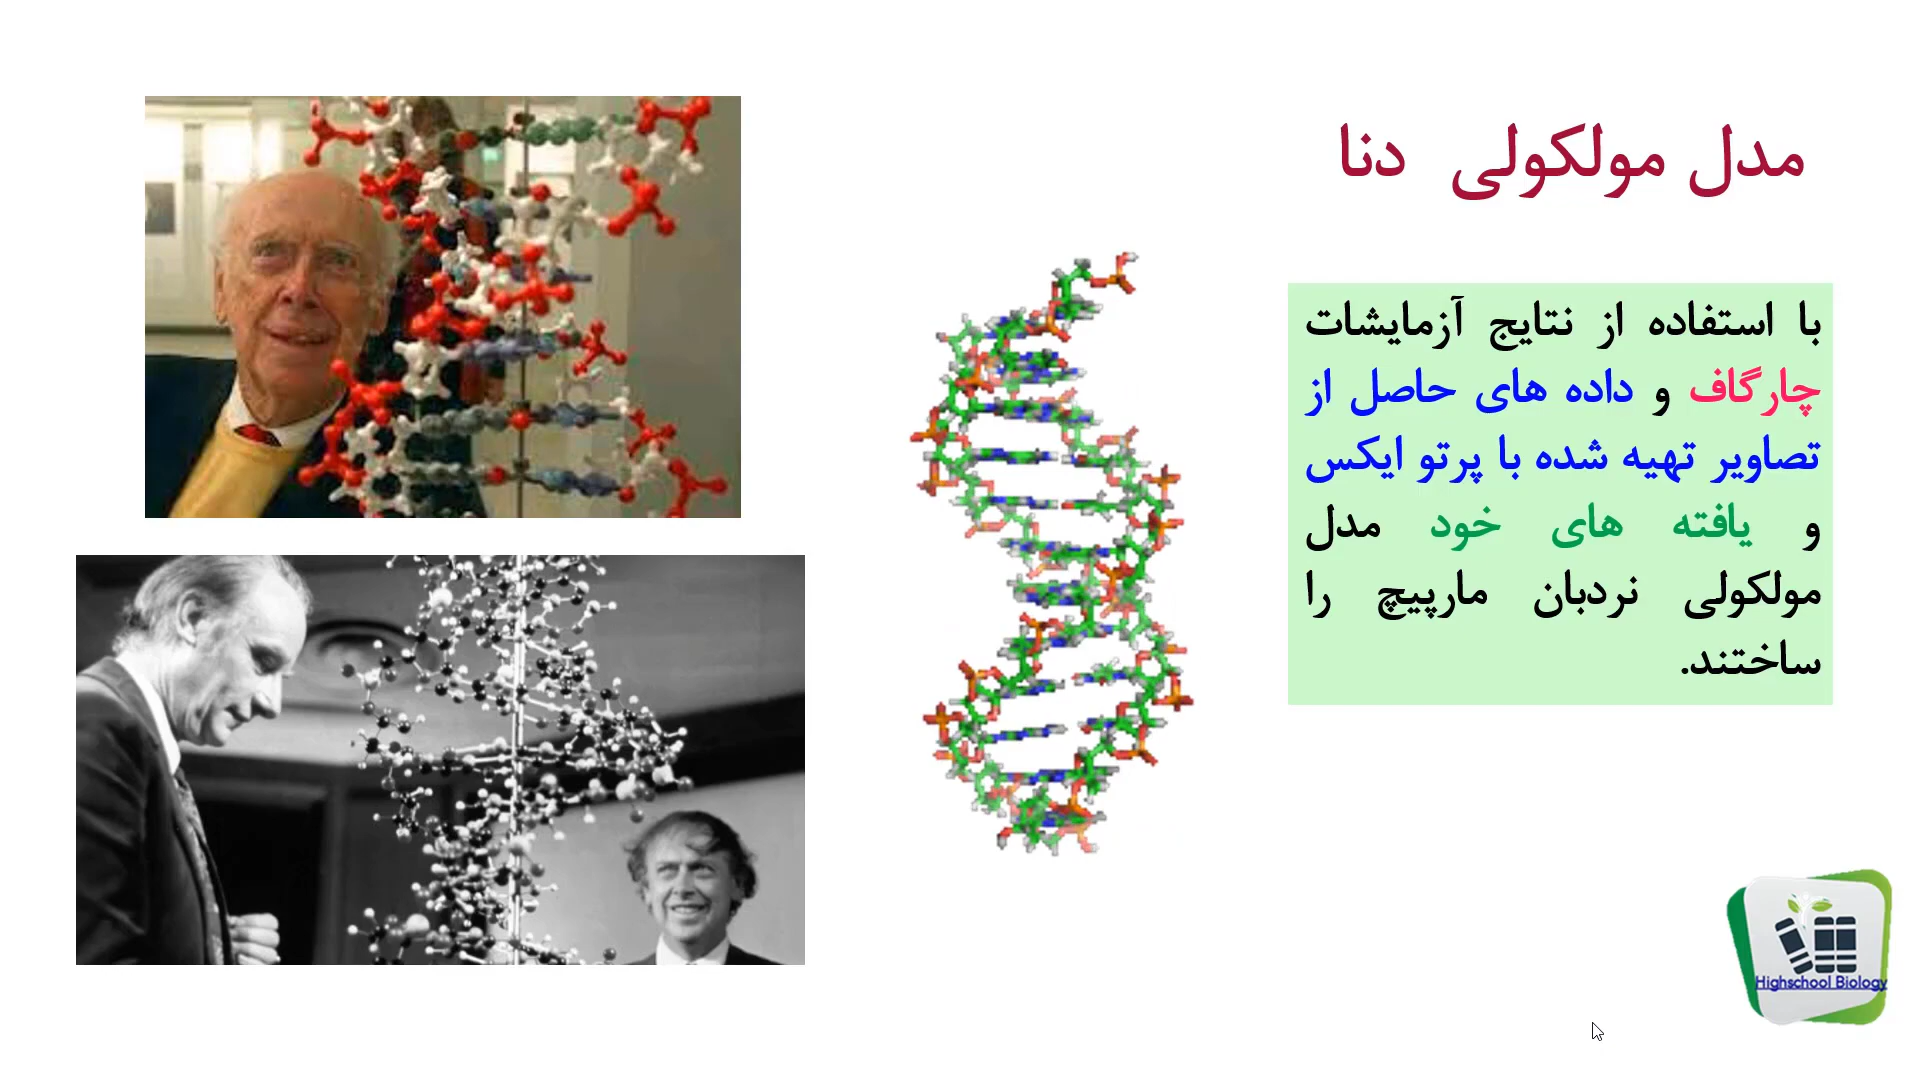 مدل مولکولی دنا
با استفاده از نتایج آزمایشات
چارگاف و داده های حاصل از
تصاویر تهیه شده با پرتو ایکس
و یافته های خود مدل
مولکولی نردبان مارپیچ را
ساختند.
Highschool Biology